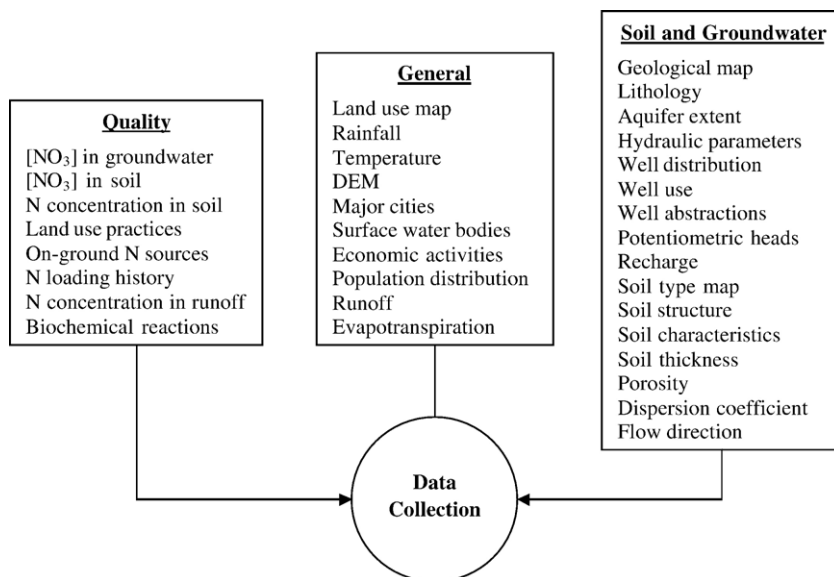 Quality
[NO₃] in groundwater
[NO₃] in soil
N concentration in soil
Land use practices
On-ground N sources
N loading history
N concentration in runoff
Biochemical reactions
General
Land use map
Rainfall
Temperature
DEM
Major cities
Surface water bodies
Economic activities
Population distribution
Runoff
Evapotranspiration
Soil and Groundwater
Geological map
Lithology
Aquifer extent
Hydraulic parameters
Well distribution
Well use
Well abstractions
Potentiometric heads
Recharge
Soil type map
Soil structure
Soil characteristics
Soil thickness
Porosity
Dispersion coefficient
Flow direction
Data
Collection